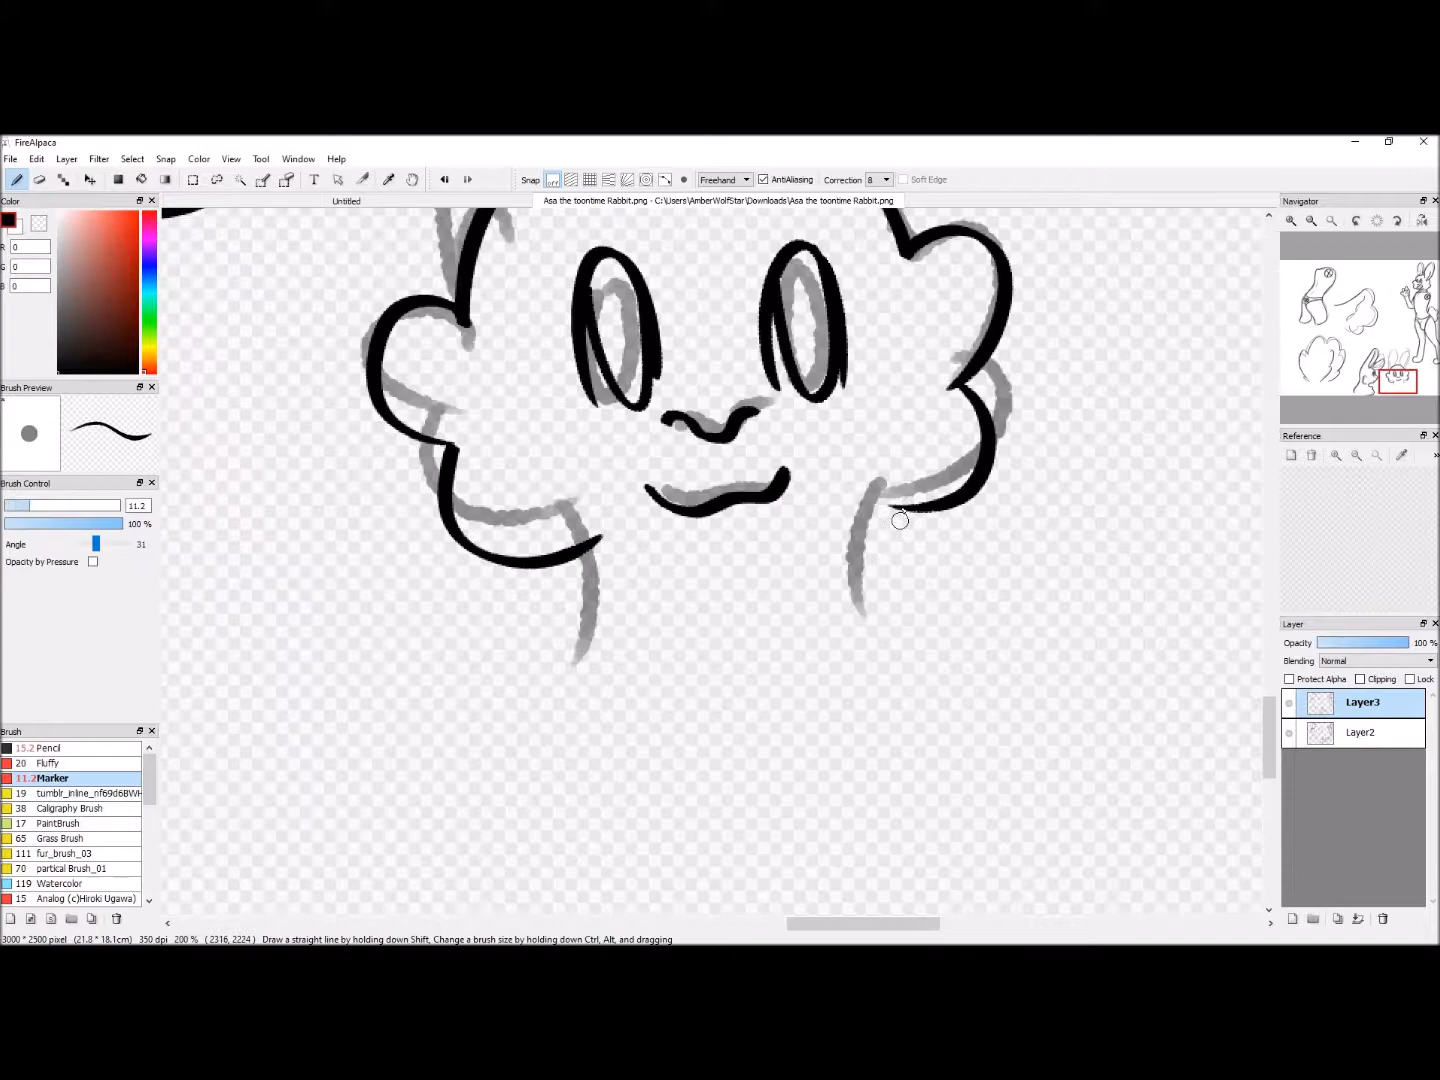 FireAlpaca
File Edit Layer Filter Select Snap Color View Tool Window Help
Snap off Freehand AntiAliasing Correction 8 Soft Edge
Color
Untitled
Asa the toontime Rabbit.png - C:\Users\AmberWolfStar\Downloads\Asa the toontime Rabbit.png
Navigator
R 0
G 0
B 0
Brush Preview
Reference
Brush Control
11.2
100 %
Angle 31
Opacity by Pressure
Layer
Opacity 100 %
Blending Normal
Protect Alpha Clipping Lock
Layer3
Layer2
Brush
15.2 Pencil
20 Fluffy
11.2 Marker
19 tumblr_inline_nf69d6BWH
38 Caligraphy Brush
17 PaintBrush
65 Grass Brush
111 fur_brush_03
70 partical Brush_01
119 Watercolor
15 Analog (c)Hiroki Ugawa)
3000 * 2500 pixel (21.8 * 18.1cm) 350 dpi 200 % ( 2316, 2224 ) Draw a straight line by holding down Shift, Change a brush size by holding down Ctrl, Alt, and dragging